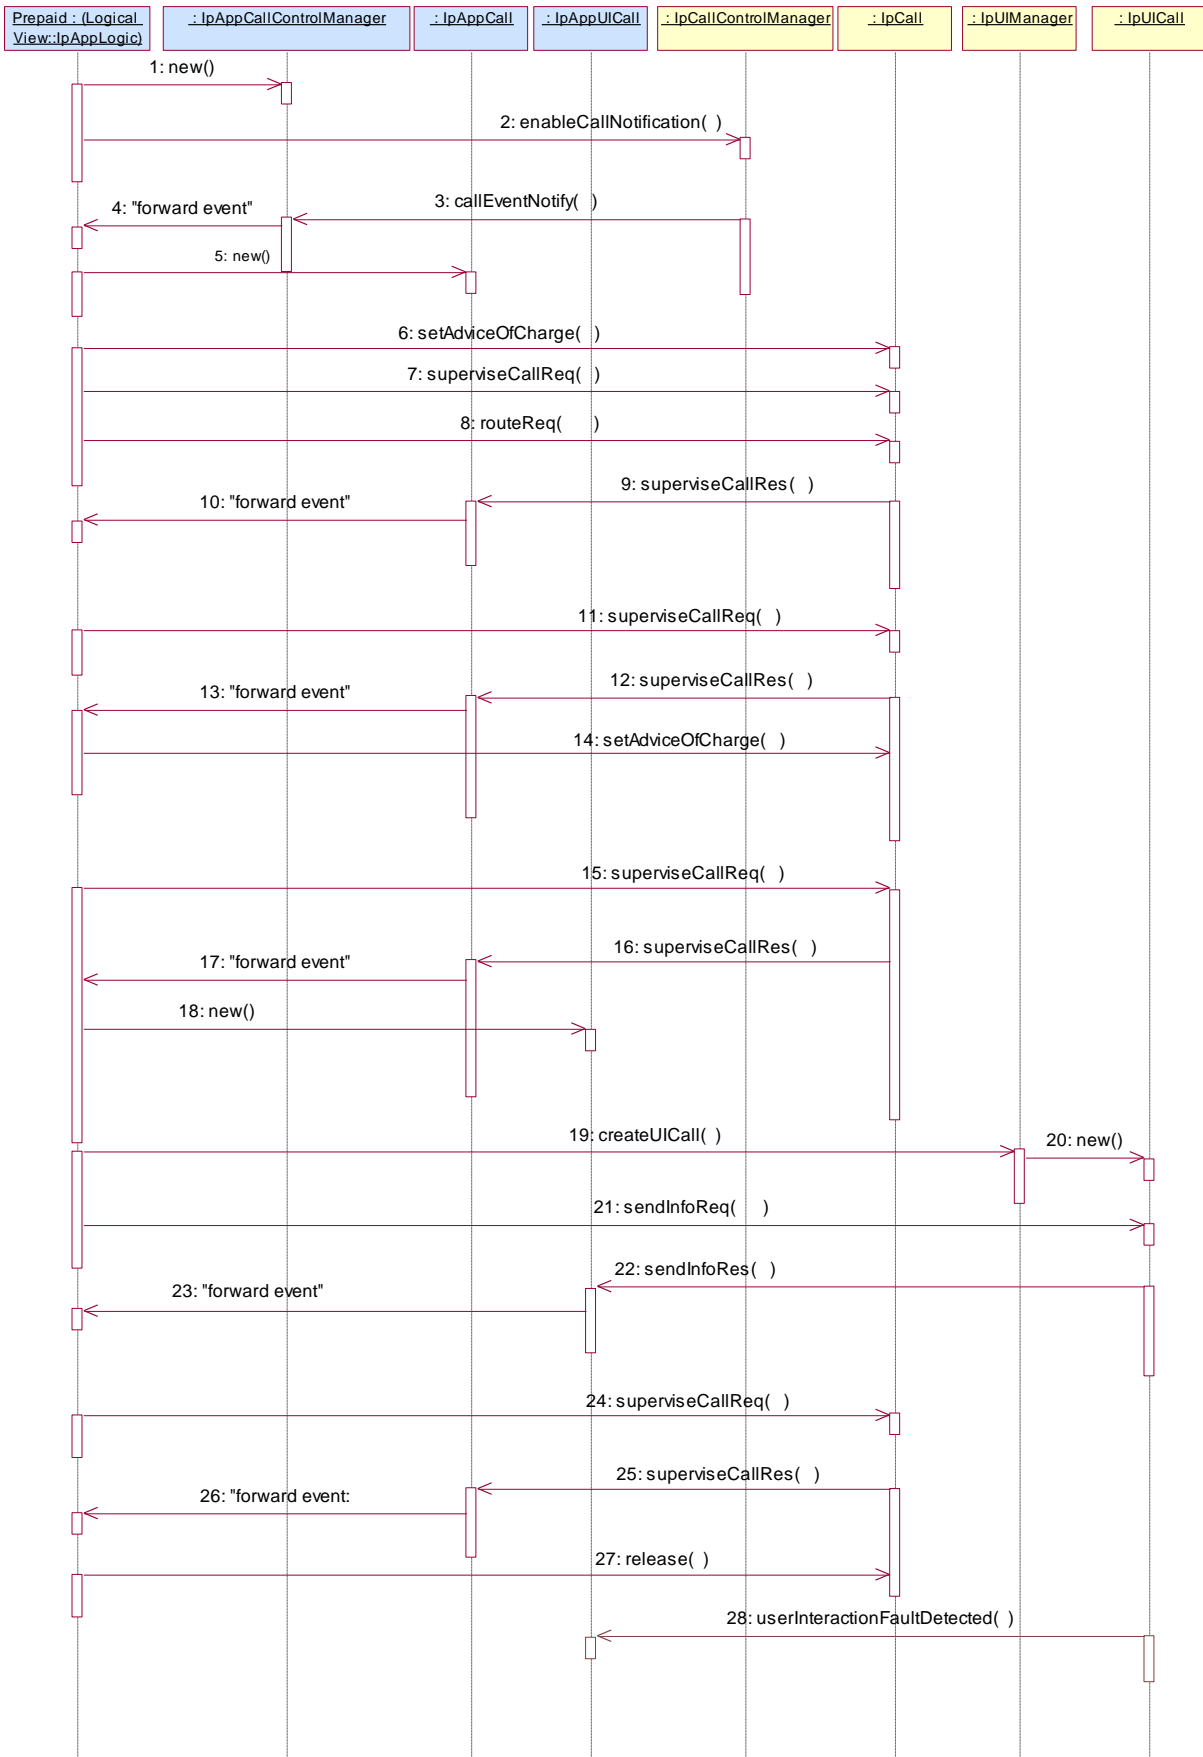 Prepaid : (Logical
View::IpAppLogic)
: IpAppCallControlManager
: IpAppCall
: IpAppUICall
: IpCallControlManager
: IpCall
: IpUIManager
: IpUICall
1: new()
2: enableCallNotification( )
3: callEventNotify( )
4: "forward event"
5: new()
6: setAdviceOfCharge( )
7: superviseCallReq( )
8: routeReq( )
9: superviseCallRes( )
10: "forward event"
11: superviseCallReq( )
12: superviseCallRes( )
13: "forward event"
14: setAdviceOfCharge( )
15: superviseCallReq( )
16: superviseCallRes( )
17: "forward event"
18: new()
19: createUICall( )
20: new()
21: sendInfoReq( )
22: sendInfoRes( )
23: "forward event"
24: superviseCallReq( )
25: superviseCallRes( )
26: "forward event:
27: release( )
28: userInteractionFaultDetected( )